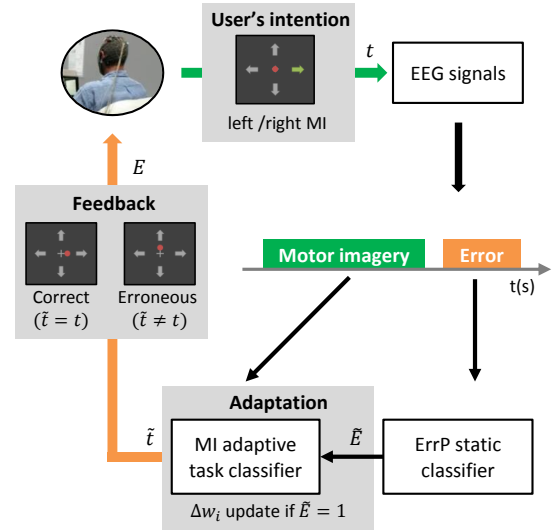 User's intention
t
EEG signals
left /right MI
E
Feedback
Correct
(t̃ = t)
Erroneous
(t̃ ≠ t)
Motor imagery
Error
t(s)
Adaptation
t̃
MI adaptive
task classifier
Ẽ
ErrP static
classifier
Δwᵢ update if Ẽ = 1